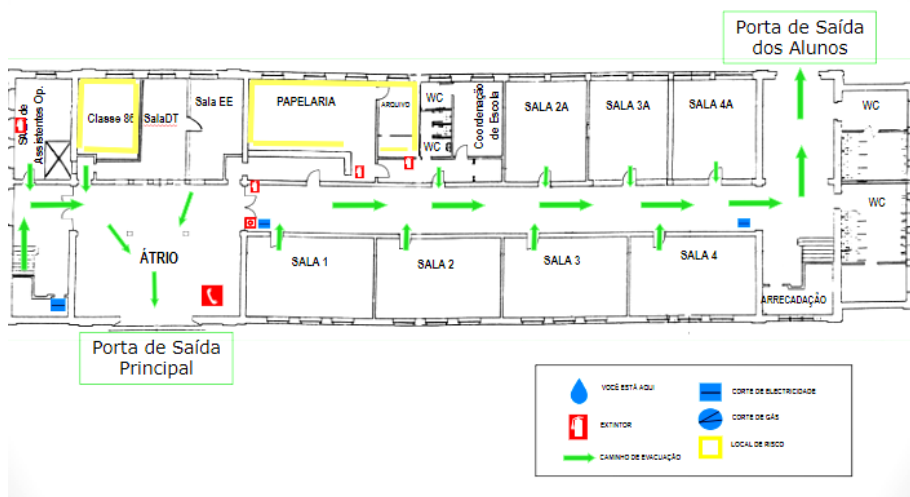 Porta de Saída
dos Alunos
Assistentes Op.
Classe 86
SalaDT
Sala EE
PAPELARIA
ARQUIVO
WC
WC
Coordenação
de Escola
SALA 2A
SALA 3A
SALA 4A
WC
WC
ÁTRIO
SALA 1
SALA 2
SALA 3
SALA 4
ARRECADAÇÃO
Porta de Saída
Principal
VOCÊ ESTÁ AQUI
CORTE DE ELECTRICIDADE
EXTINTOR
CORTE DE GÁS
CAMINHO DE EVACUAÇÃO
LOCAL DE RISCO